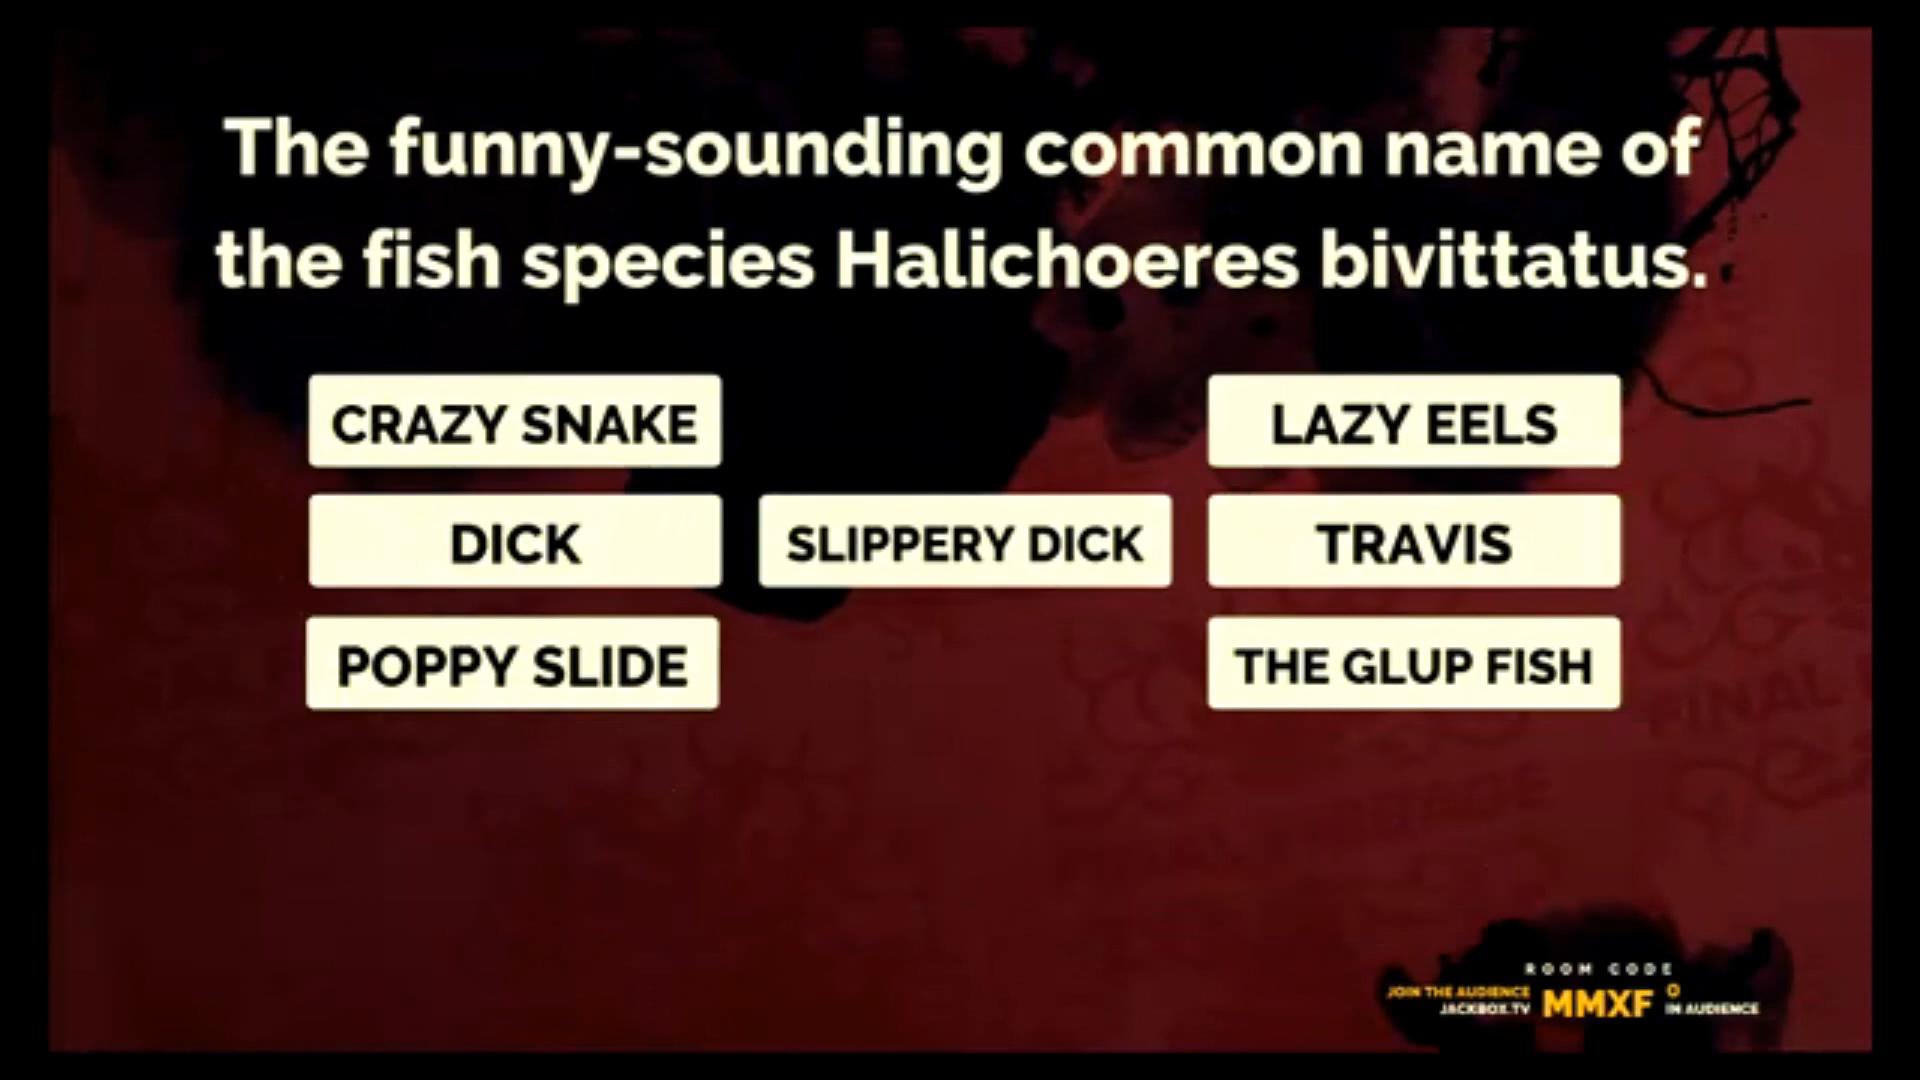 The funny-sounding common name of
the fish species Halichoeres bivittatus.
CRAZY SNAKE
LAZY EELS
DICK
SLIPPERY DICK
TRAVIS
POPPY SLIDE
THE GLUP FISH
FINAL
ROOM CODE
JOIN THE AUDIENCE
JACKBOX.TV
MMXF
0
IN AUDIENCE